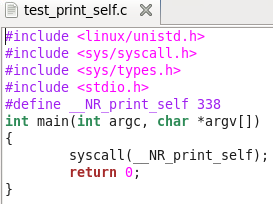 test_print_self.c
#include <linux/unistd.h>
#include <sys/syscall.h>
#include <sys/types.h>
#include <stdio.h>
#define __NR_print_self 338
int main(int argc, char *argv[])
{
        syscall(__NR_print_self);
        return 0;
}